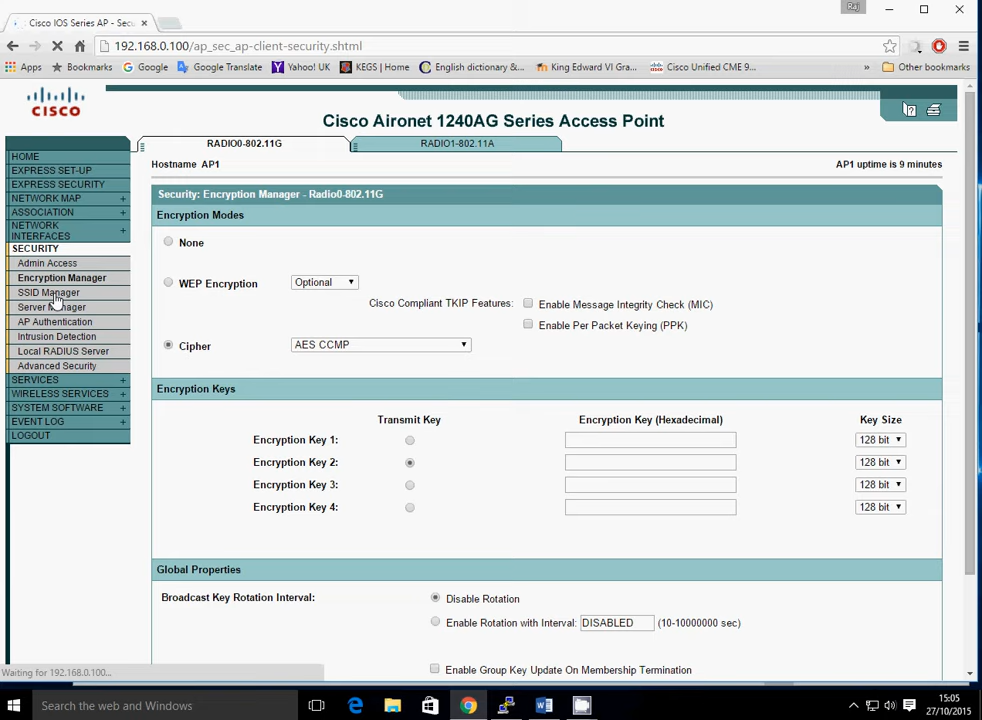 Raj
Cisco IOS Series AP - Secu
192.168.0.100/ap_sec_ap-client-security.shtml
Apps
Bookmarks
Google
Google Translate
Yahoo! UK
KEGS | Home
English dictionary &...
King Edward VI Gra...
Cisco Unified CME 9...
»
Other bookmarks
CISCO
Cisco Aironet 1240AG Series Access Point
RADIO0-802.11G
RADIO1-802.11A
Hostname AP1
AP1 uptime is 9 minutes
HOME
EXPRESS SET-UP
EXPRESS SECURITY
NETWORK MAP +
ASSOCIATION +
NETWORK
INTERFACES +
SECURITY
Admin Access
Encryption Manager
SSID Manager
Server Manager
AP Authentication
Intrusion Detection
Local RADIUS Server
Advanced Security
SERVICES +
WIRELESS SERVICES +
SYSTEM SOFTWARE +
EVENT LOG +
LOGOUT
Security: Encryption Manager - Radio0-802.11G
Encryption Modes
None
WEP Encryption
Optional
Cisco Compliant TKIP Features:
Enable Message Integrity Check (MIC)
Enable Per Packet Keying (PPK)
Cipher
AES CCMP
Encryption Keys
Transmit Key
Encryption Key (Hexadecimal)
Key Size
Encryption Key 1:
128 bit
Encryption Key 2:
128 bit
Encryption Key 3:
128 bit
Encryption Key 4:
128 bit
Global Properties
Broadcast Key Rotation Interval:
Disable Rotation
Enable Rotation with Interval: DISABLED (10-10000000 sec)
Enable Group Key Update On Membership Termination
Waiting for 192.168.0.100...
Search the web and Windows
15:05
27/10/2015